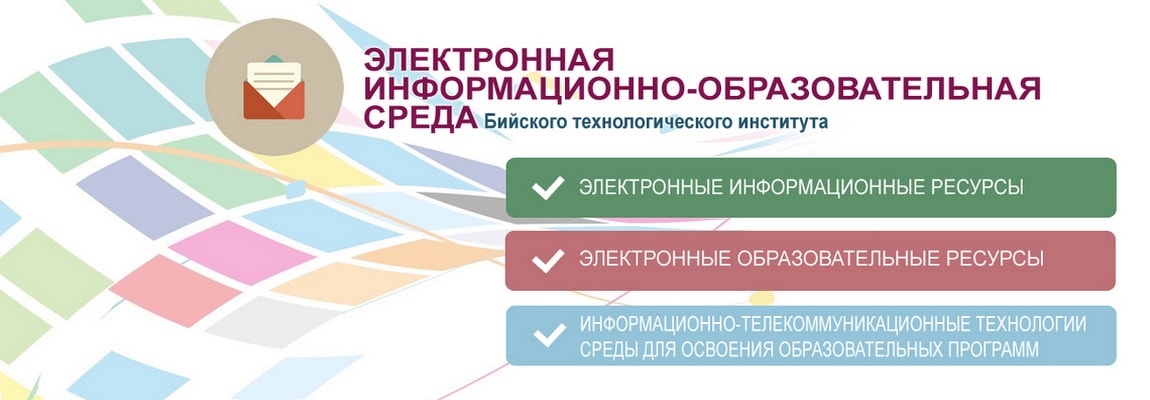 ЭЛЕКТРОННАЯ
ИНФОРМАЦИОННО-ОБРАЗОВАТЕЛЬНАЯ
СРЕДА Бийского технологического института
ЭЛЕКТРОННЫЕ ИНФОРМАЦИОННЫЕ РЕСУРСЫ
ЭЛЕКТРОННЫЕ ОБРАЗОВАТЕЛЬНЫЕ РЕСУРСЫ
ИНФОРМАЦИОННО-ТЕЛЕКОММУНИКАЦИОННЫЕ ТЕХНОЛОГИИ
СРЕДЫ ДЛЯ ОСВОЕНИЯ ОБРАЗОВАТЕЛЬНЫХ ПРОГРАММ